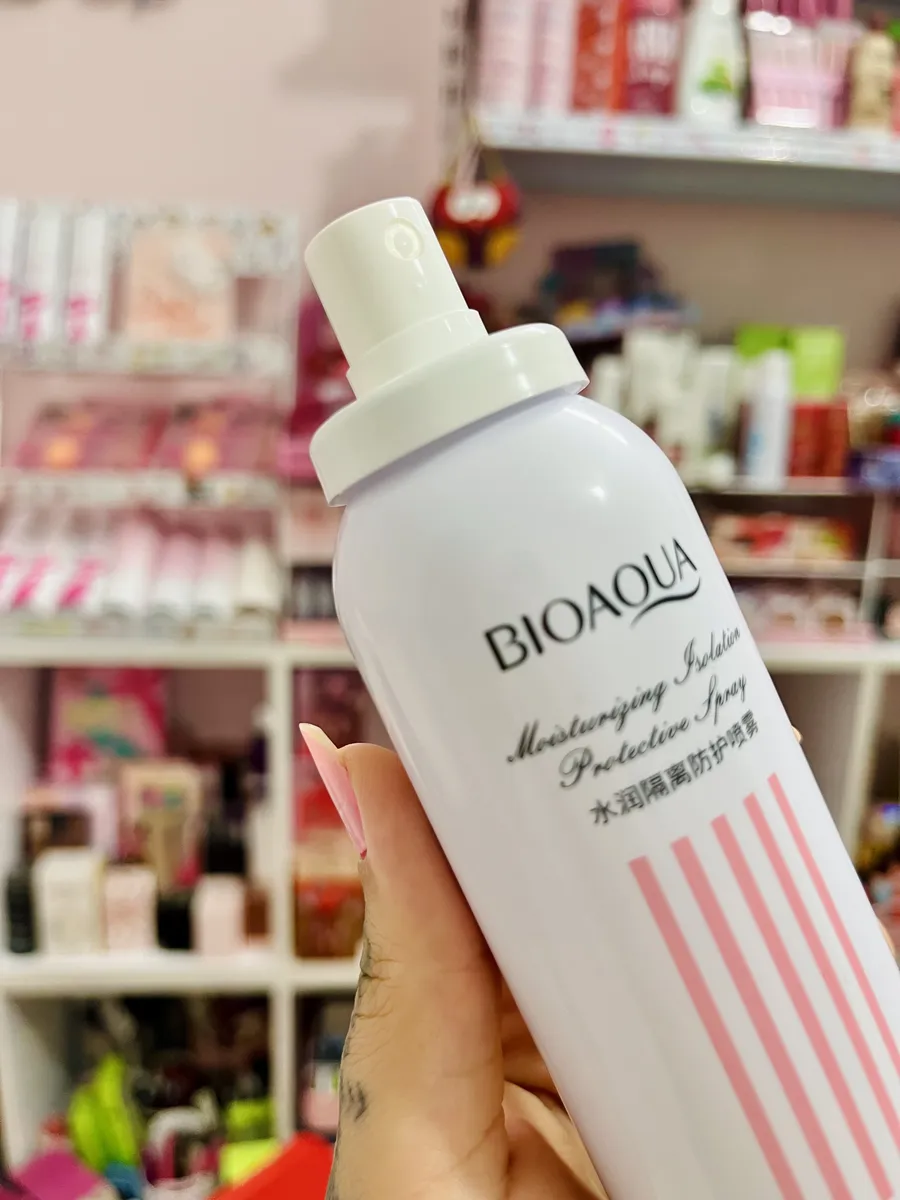 BIOAQUA
Moisturizing Isolation
Protective Spray
水润隔离防护喷雾